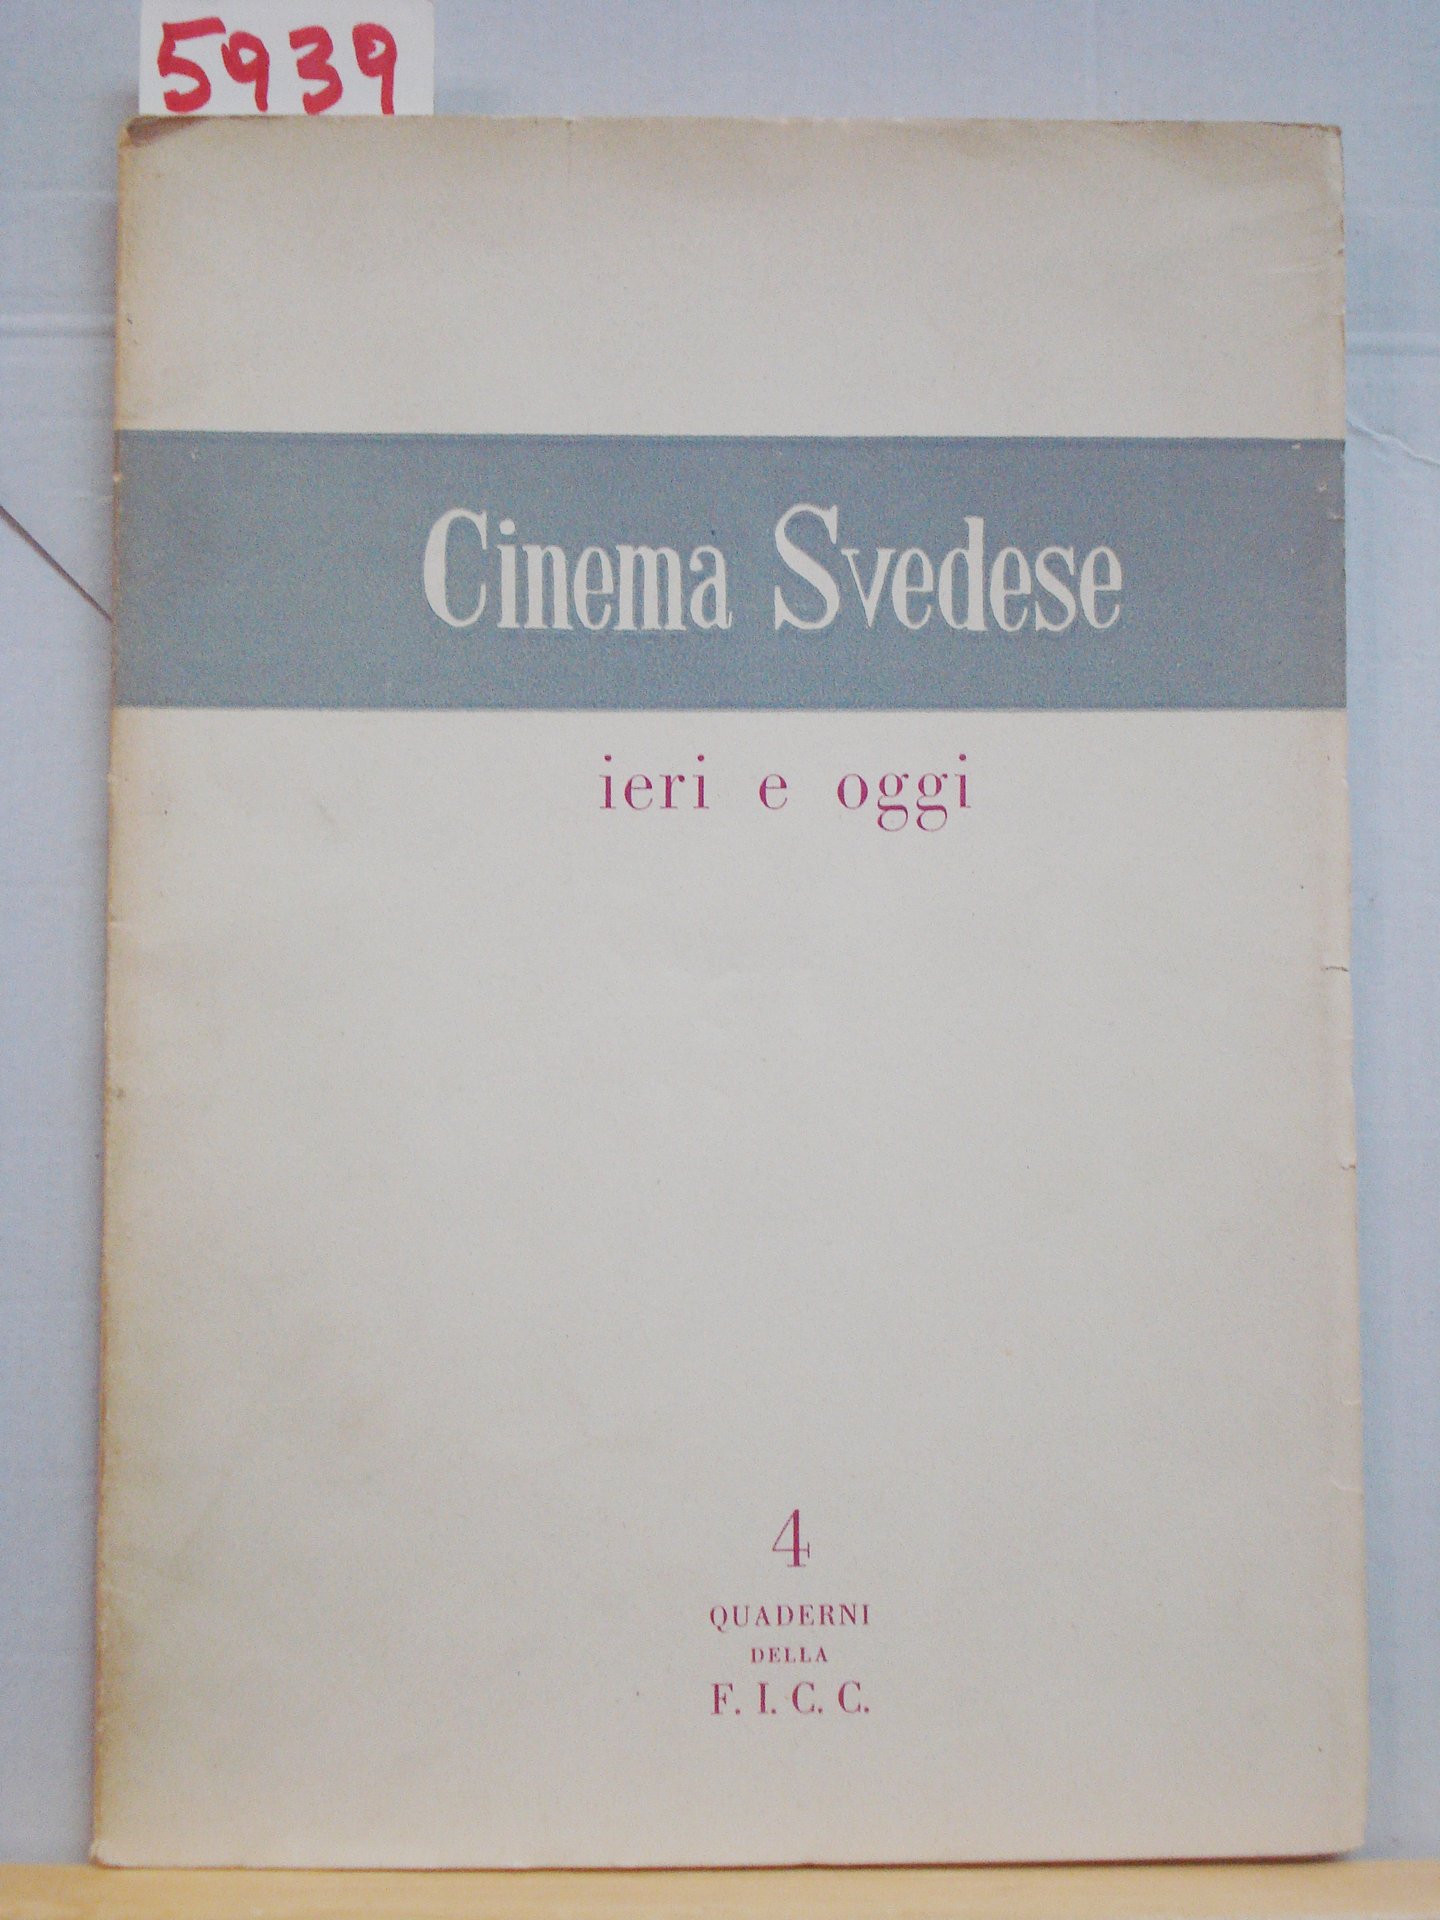 5939
Cinema Svedese
ieri e oggi
4
QUADERNI
DELLA
F. I. C. C.